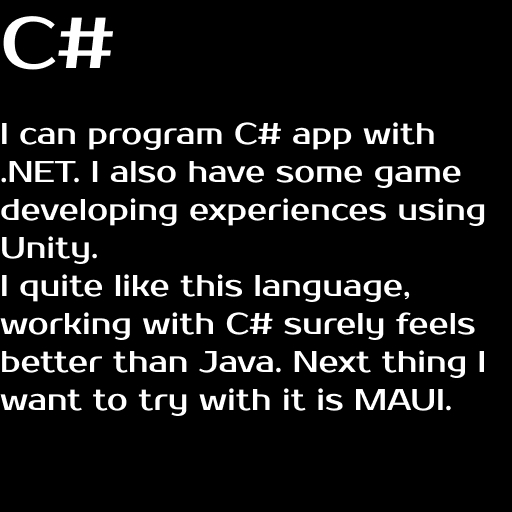 C#
I can program C# app with
.NET. I also have some game
developing experiences using
Unity.
I quite like this language,
working with C# surely feels
better than Java. Next thing I
want to try with it is MAUI.